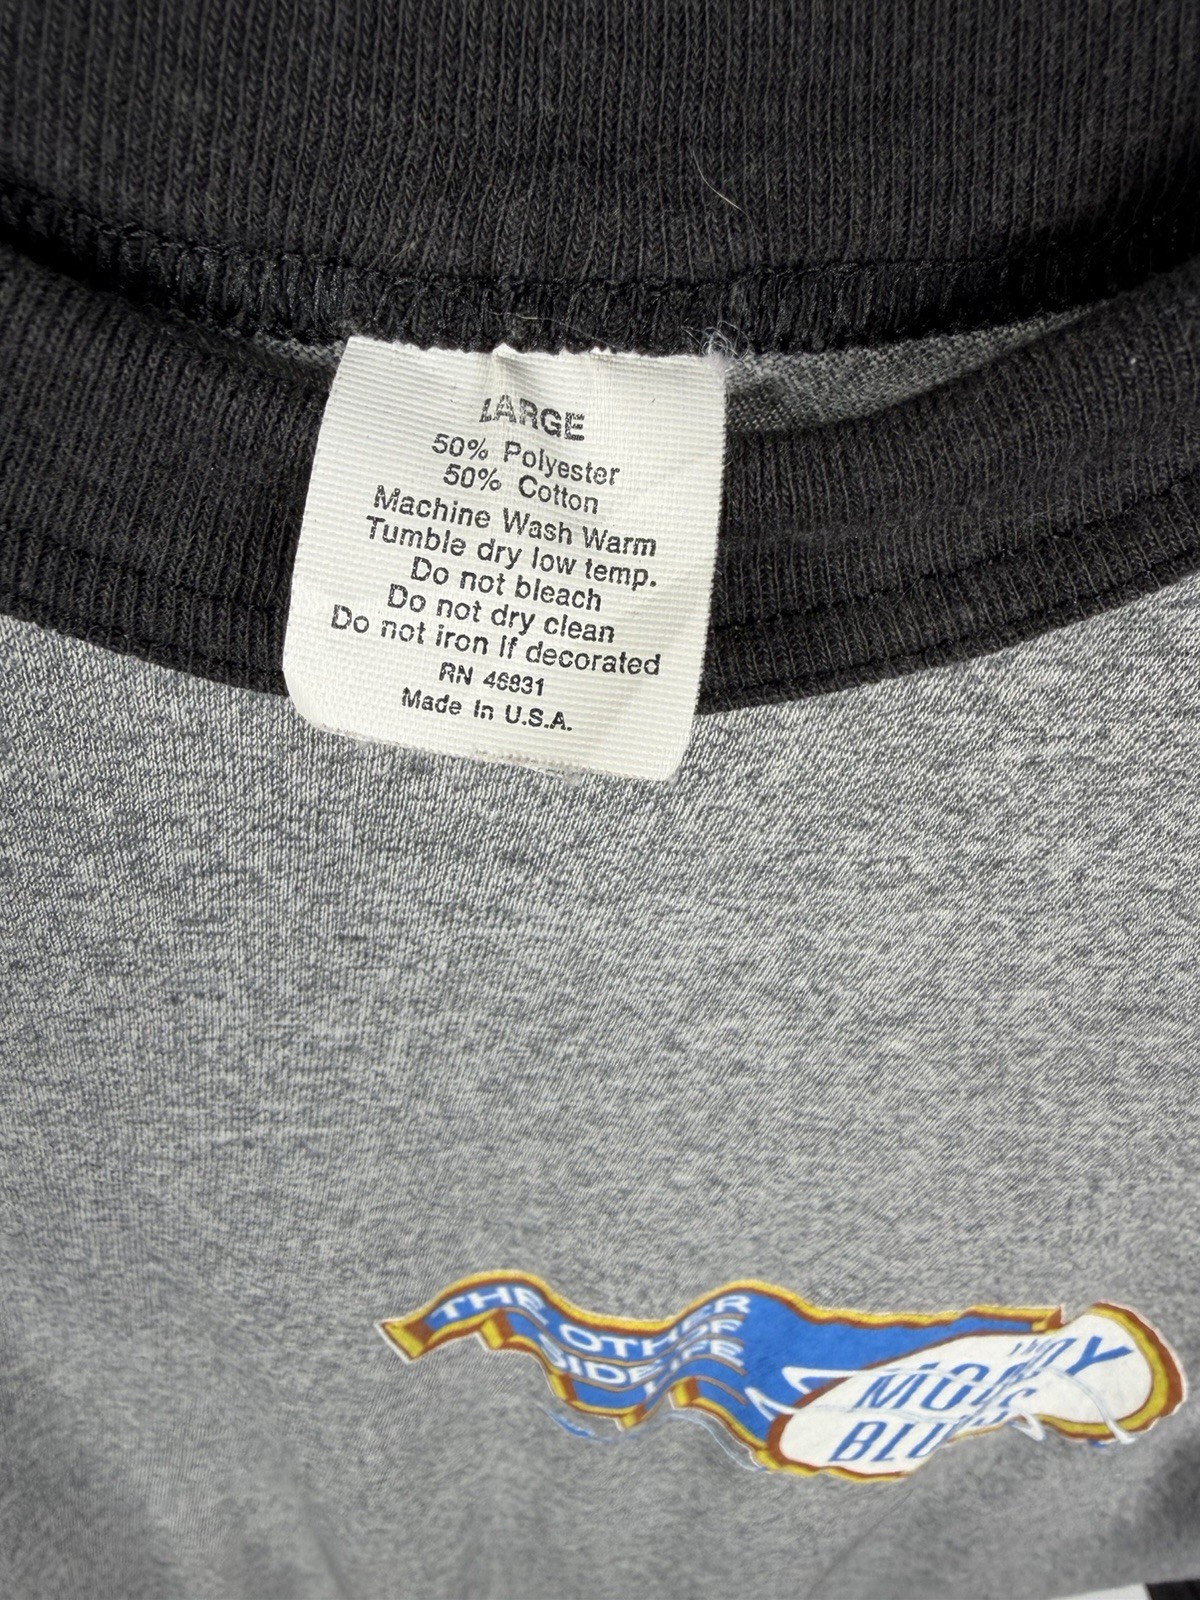 LARGE
50% Polyester
50% Cotton
Machine Wash Warm
Tumble dry low temp.
Do not bleach
Do not dry clean
Do not iron If decorated
RN 46931
Made In U.S.A.
THE OTHER
SIDE OF
LIFE
MOODY
BLUES